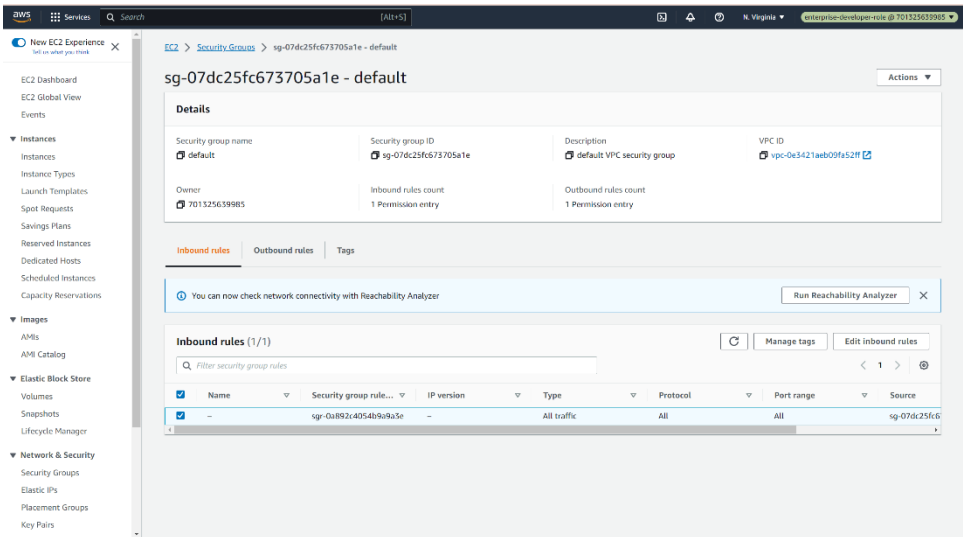 aws Services Search [Alt+S] N. Virginia enterprise-developer-role @ 701325639985
New EC2 Experience
Tell us what you think
EC2 Dashboard
EC2 Global View
Events
Instances
Instances
Instance Types
Launch Templates
Spot Requests
Savings Plans
Reserved Instances
Dedicated Hosts
Scheduled Instances
Capacity Reservations
Images
AMIs
AMI Catalog
Elastic Block Store
Volumes
Snapshots
Lifecycle Manager
Network & Security
Security Groups
Elastic IPs
Placement Groups
Key Pairs
EC2 > Security Groups > sg-07dc25fc673705a1e - default
sg-07dc25fc673705a1e - default
Actions
Details
Security group name Security group ID Description VPC ID
default sg-07dc25fc673705a1e default VPC security group vpc-0e3421aeb09fa52ff
Owner Inbound rules count Outbound rules count
701325639985 1 Permission entry 1 Permission entry
Inbound rules Outbound rules Tags
You can now check network connectivity with Reachability Analyzer Run Reachability Analyzer
Inbound rules (1/1) Manage tags Edit inbound rules
Filter security group rules 1
Name Security group rule... IP version Type Protocol Port range Source
– sgr-0a892c4054b9a9a3e – All traffic All All sg-07dc25fc6